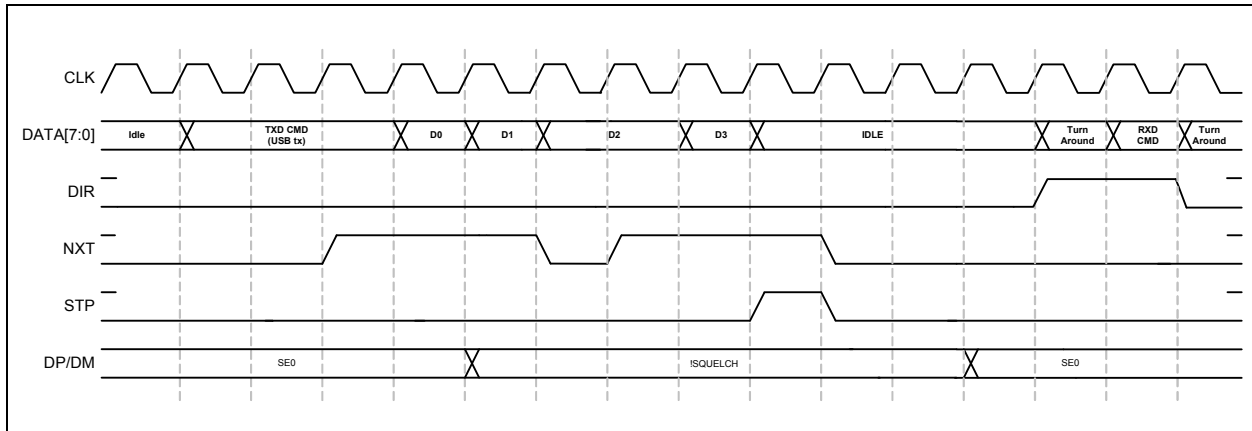 CLK
DATA[7:0] Idle TXD CMD D0 D1 D2 D3 IDLE Turn RXD Turn
(USB tx) Around CMD Around
DIR
NXT
STP
DP/DM SE0 !SQUELCH SE0